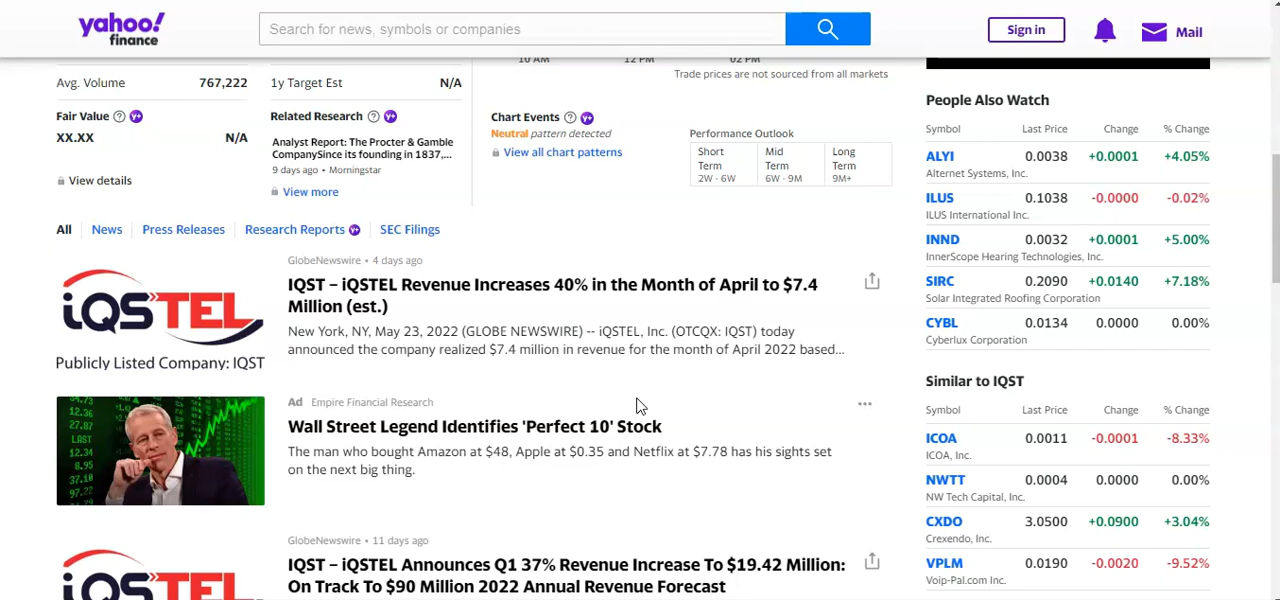 yahoo!
finance
Search for news, symbols or companies
Sign in
Mail
10 AM 12 PM 02 PM
Trade prices are not sourced from all markets
Avg. Volume 767,222
1y Target Est N/A
Fair Value ? Y+
XX.XX N/A
View details
Related Research ? Y+
Analyst Report: The Procter & Gamble
CompanySince its founding in 1837,...
9 days ago • Morningstar
View more
Chart Events ? Y+
Neutral pattern detected
View all chart patterns
Performance Outlook
Short
Term
2W - 6W
Mid
Term
6W - 9M
Long
Term
9M+
All News Press Releases Research Reports Y+ SEC Filings
iQSTEL
Publicly Listed Company: IQST
GlobeNewswire • 4 days ago
IQST – iQSTEL Revenue Increases 40% in the Month of April to $7.4
Million (est.)
New York, NY, May 23, 2022 (GLOBE NEWSWIRE) -- iQSTEL, Inc. (OTCQX: IQST) today
announced the company realized $7.4 million in revenue for the month of April 2022 based...
12.36
27.87
LAST
12.34
8.95
37.18
97.22
Ad Empire Financial Research
Wall Street Legend Identifies 'Perfect 10' Stock
The man who bought Amazon at $48, Apple at $0.35 and Netflix at $7.78 has his sights set
on the next big thing.
iQSTEL
GlobeNewswire • 11 days ago
IQST – iQSTEL Announces Q1 37% Revenue Increase To $19.42 Million:
On Track To $90 Million 2022 Annual Revenue Forecast
People Also Watch
Symbol Last Price Change % Change
ALYI 0.0038 +0.0001 +4.05%
Alternet Systems, Inc.
ILUS 0.1038 -0.0000 -0.02%
ILUS International Inc.
INND 0.0032 +0.0001 +5.00%
InnerScope Hearing Technologies, Inc.
SIRC 0.2090 +0.0140 +7.18%
Solar Integrated Roofing Corporation
CYBL 0.0134 0.0000 0.00%
Cyberlux Corporation
Similar to IQST
Symbol Last Price Change % Change
ICOA 0.0011 -0.0001 -8.33%
ICOA, Inc.
NWTT 0.0004 0.0000 0.00%
NW Tech Capital, Inc.
CXDO 3.0500 +0.0900 +3.04%
Crexendo, Inc.
VPLM 0.0190 -0.0020 -9.52%
Voip-Pal.com Inc.